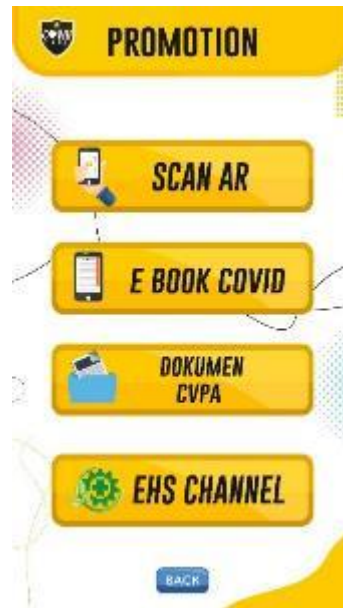 PROMOTION
SCAN AR
E BOOK COVID
DOKUMEN
CVPA
EHS CHANNEL
BACK